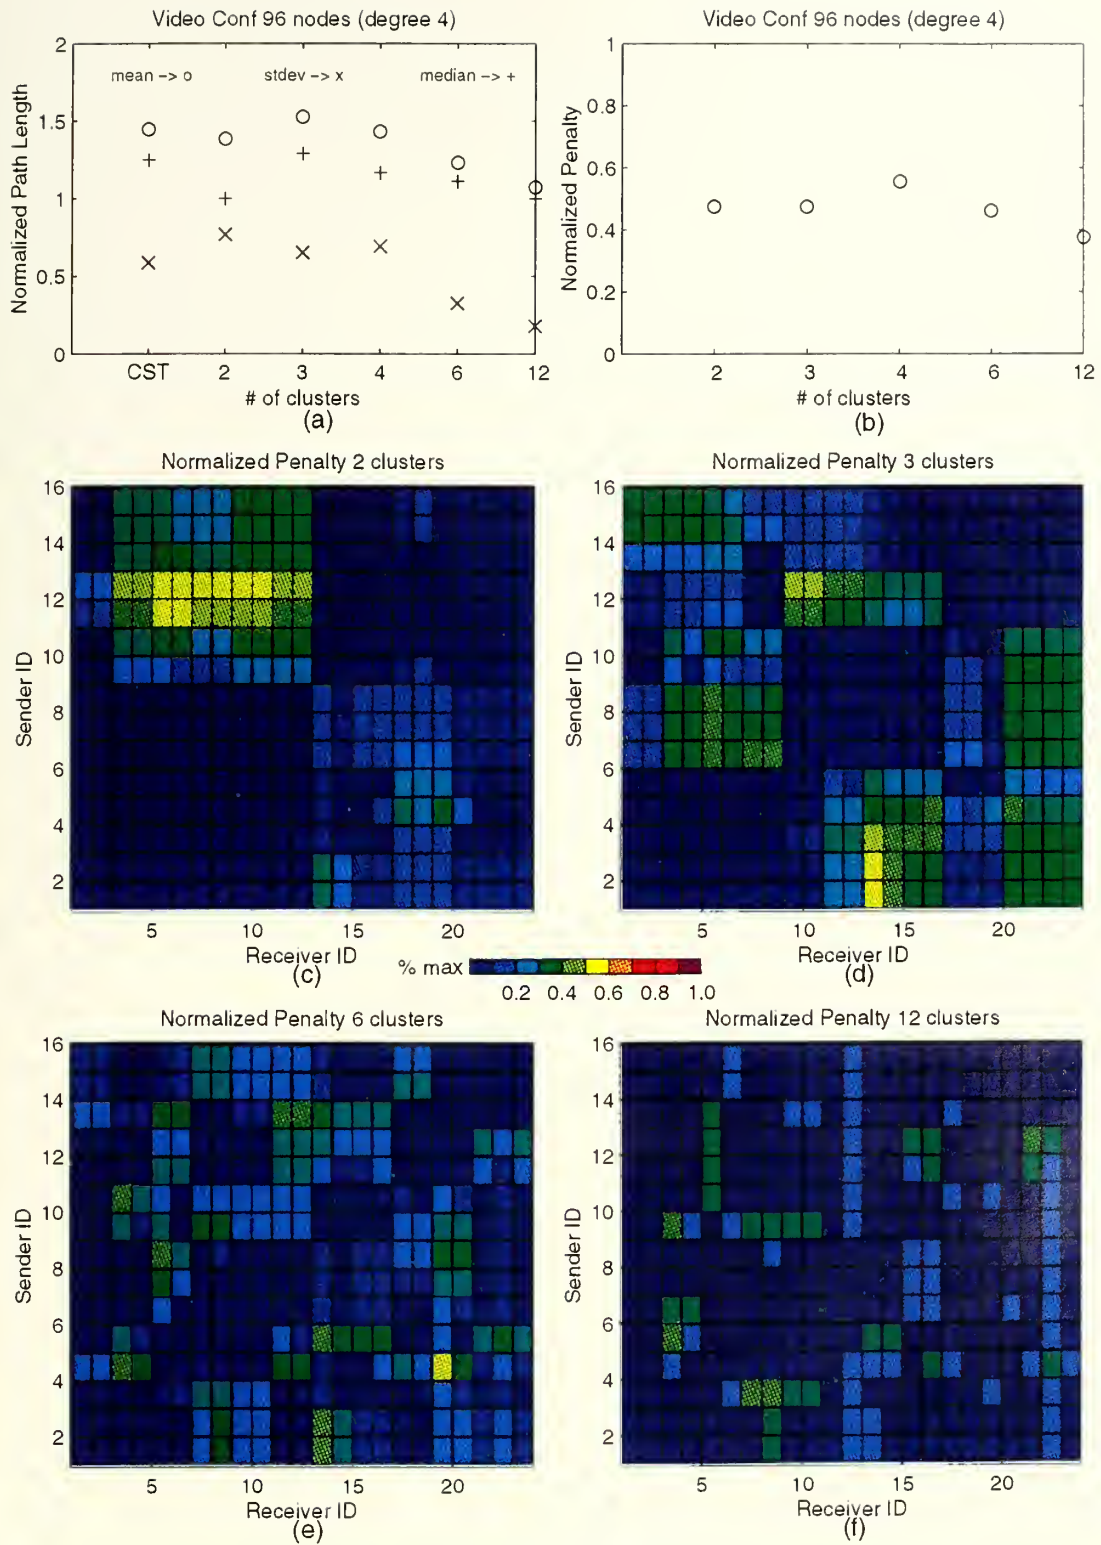 Video Conf 96 nodes (degree 4)
Normalized Path Length
2
1.5
1
0.5
0
mean -> o
stdev -> x
median -> +
CST 2 3 4 6 12
# of clusters
(a)
Video Conf 96 nodes (degree 4)
Normalized Penalty
1
0.8
0.6
0.4
0.2
0
2 3 4 6 12
# of clusters
(b)
Normalized Penalty 2 clusters
Sender ID
16
14
12
10
8
6
4
2
5 10 15 20
Receiver ID
(c)
Normalized Penalty 3 clusters
Sender ID
16
14
12
10
8
6
4
2
5 10 15 20
Receiver ID
(d)
% max
0.2 0.4 0.6 0.8 1.0
Normalized Penalty 6 clusters
Sender ID
16
14
12
10
8
6
4
2
5 10 15 20
Receiver ID
(e)
Normalized Penalty 12 clusters
Sender ID
16
14
12
10
8
6
4
2
5 10 15 20
Receiver ID
(f)